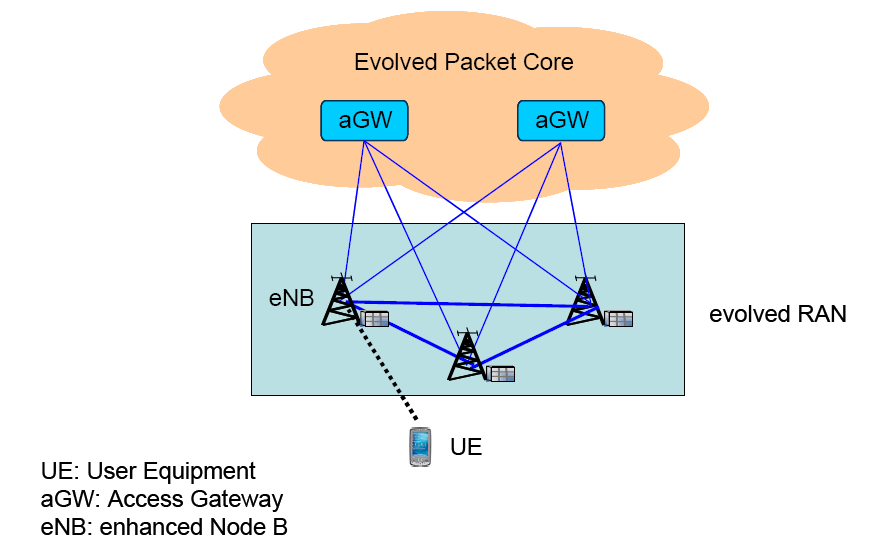 Evolved Packet Core
aGW
aGW
eNB
evolved RAN
UE
UE: User Equipment
aGW: Access Gateway
eNB: enhanced Node B